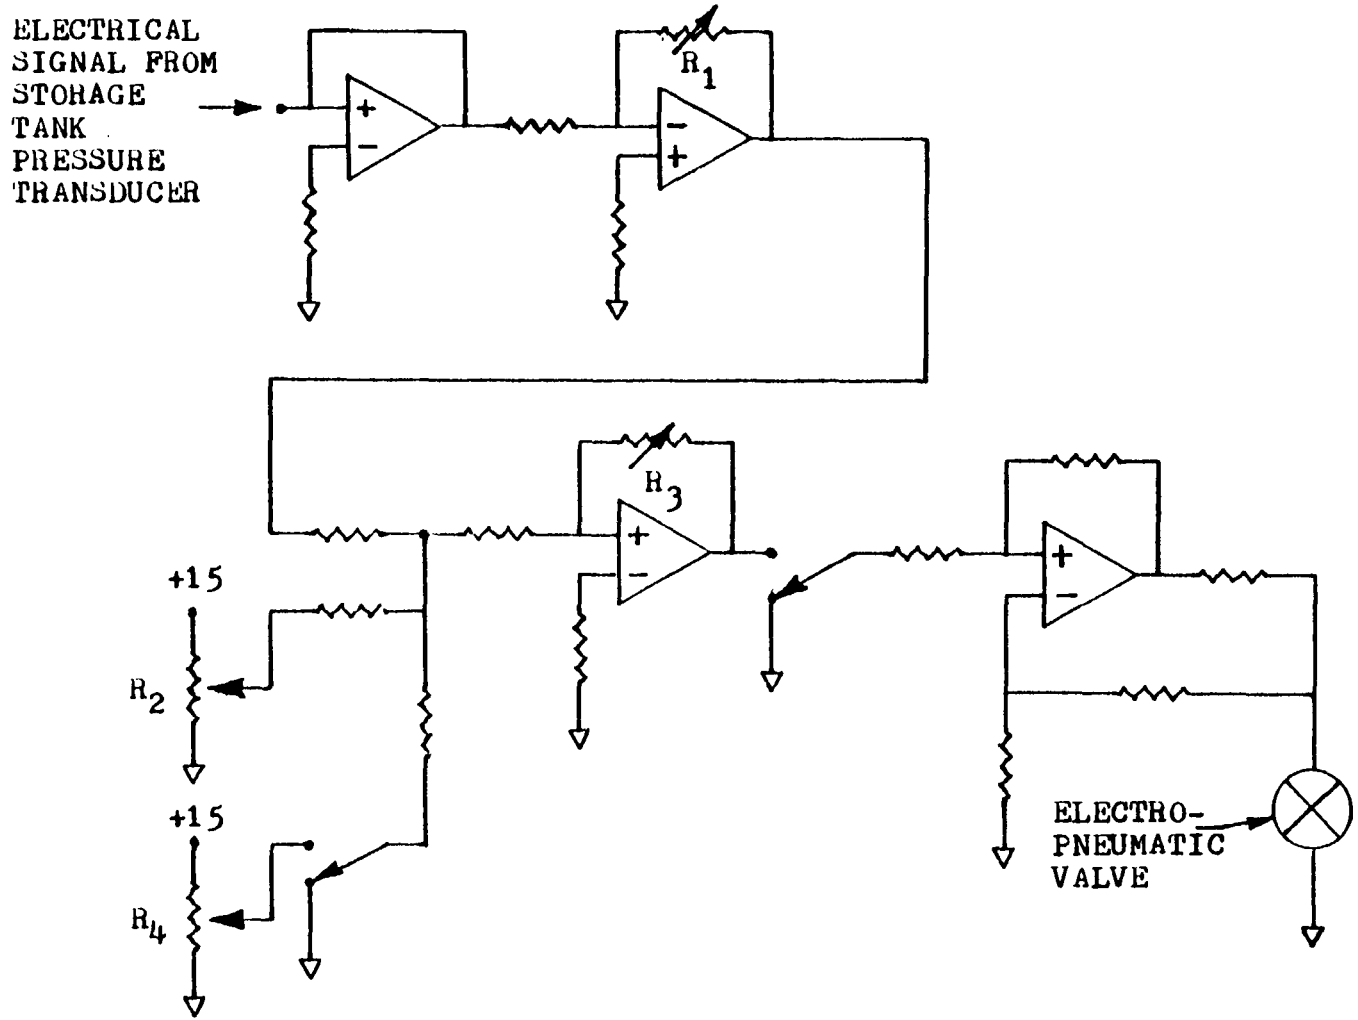 ELECTRICAL
SIGNAL FROM
STORAGE
TANK
PRESSURE
TRANSDUCER
+
−
R1
−
+
R3
+
−
+15
R2
+15
R4
+
−
ELECTRO-
PNEUMATIC
VALVE